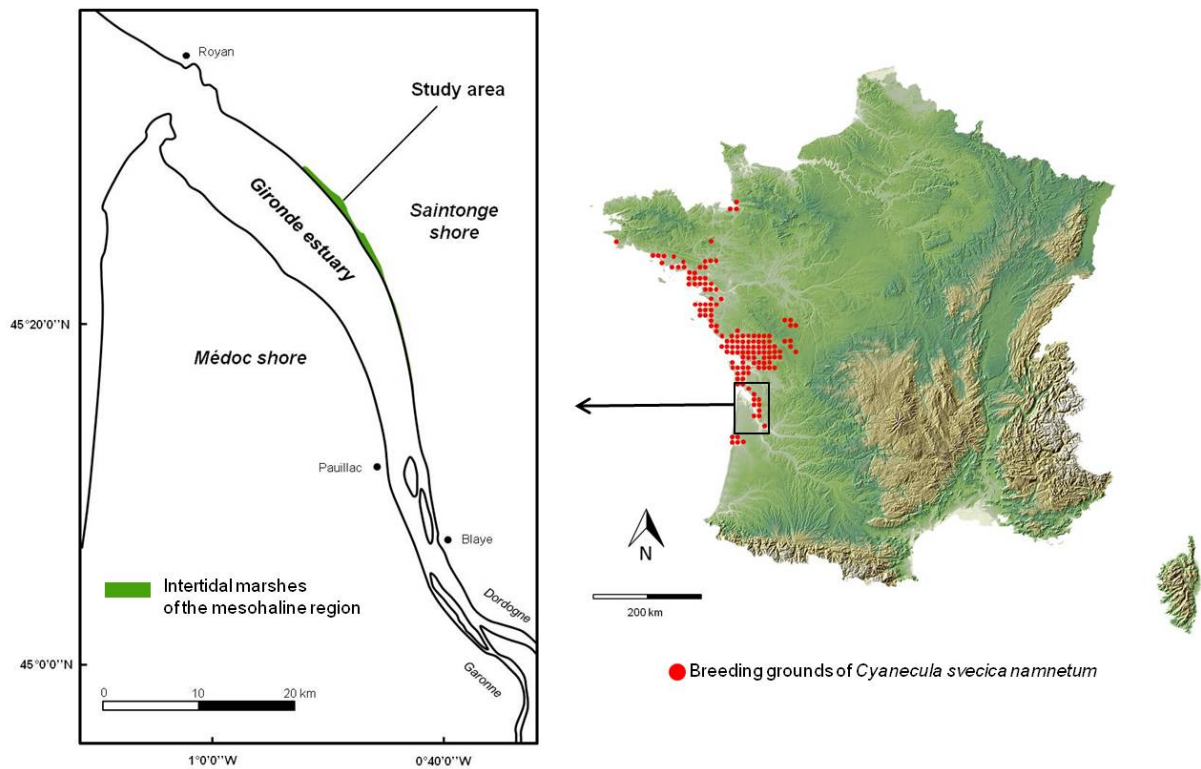 Royan
Study area
Gironde estuary
Saintonge
shore
45°20'0''N
Médoc shore
Pauillac
Blaye
Intertidal marshes
of the mesohaline region
Dordogne
45°0'0''N
Garonne
0 10 20 km
1°0'0''W 0°40'0''W
N
200 km
Breeding grounds of Cyanecula svecica namnetum